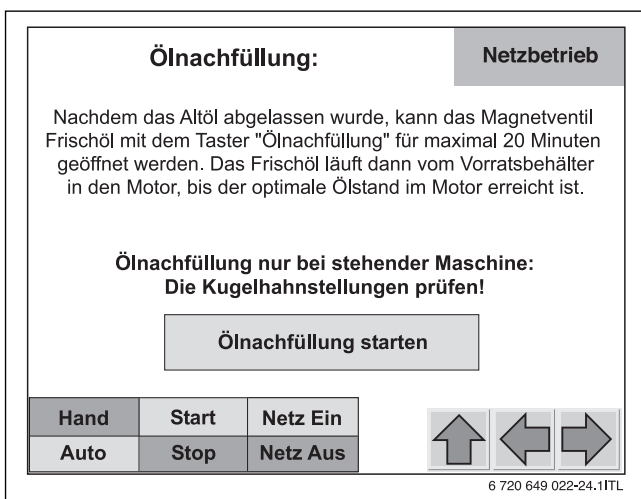 Ölnachfüllung:
Netzbetrieb
Nachdem das Altöl abgelassen wurde, kann das Magnetventil
Frischöl mit dem Taster "Ölnachfüllung" für maximal 20 Minuten
geöffnet werden. Das Frischöl läuft dann vom Vorratsbehälter
in den Motor, bis der optimale Ölstand im Motor erreicht ist.
Ölnachfüllung nur bei stehender Maschine:
Die Kugelhahnstellungen prüfen!
Ölnachfüllung starten
Hand Start Netz Ein
Auto Stop Netz Aus
6 720 649 022-24.1ITL